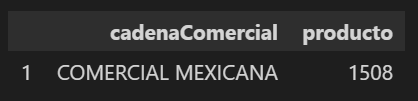 cadenaComercial producto
1 COMERCIAL MEXICANA 1508